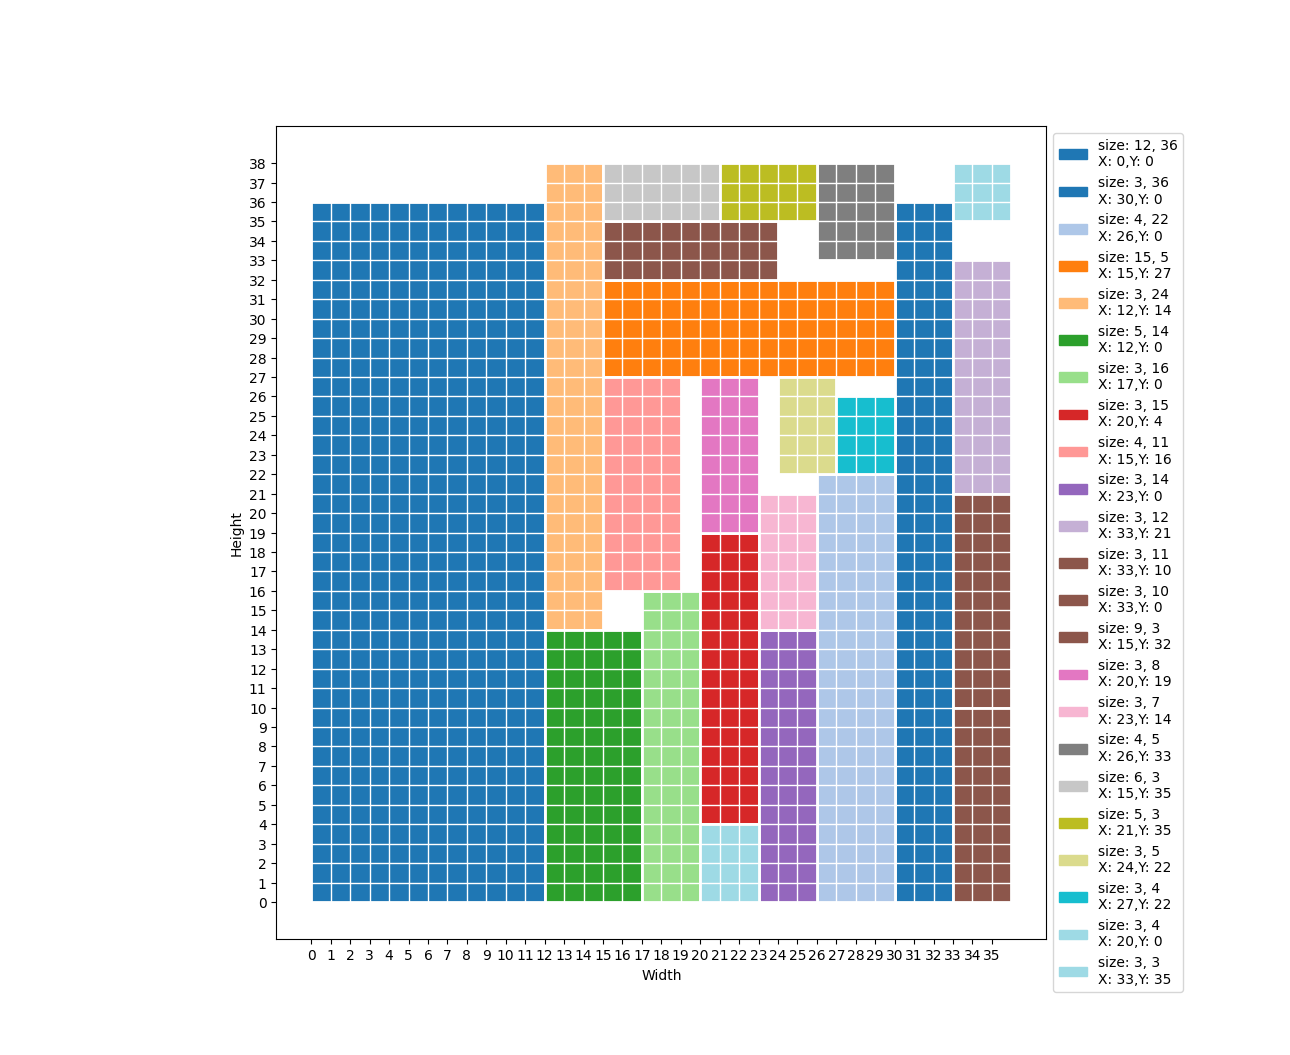 38
37
36
35
34
33
32
31
30
29
28
27
26
25
24
23
22
21
20
19
18
17
16
15
14
13
12
11
10
9
8
7
6
5
4
3
2
1
0
Height
0 1 2 3 4 5 6 7 8 9 10 11 12 13 14 15 16 17 18 19 20 21 22 23 24 25 26 27 28 29 30 31 32 33 34 35
Width
size: 12, 36
X: 0,Y: 0
size: 3, 36
X: 30,Y: 0
size: 4, 22
X: 26,Y: 0
size: 15, 5
X: 15,Y: 27
size: 3, 24
X: 12,Y: 14
size: 5, 14
X: 12,Y: 0
size: 3, 16
X: 17,Y: 0
size: 3, 15
X: 20,Y: 4
size: 4, 11
X: 15,Y: 16
size: 3, 14
X: 23,Y: 0
size: 3, 12
X: 33,Y: 21
size: 3, 11
X: 33,Y: 10
size: 3, 10
X: 33,Y: 0
size: 9, 3
X: 15,Y: 32
size: 3, 8
X: 20,Y: 19
size: 3, 7
X: 23,Y: 14
size: 4, 5
X: 26,Y: 33
size: 6, 3
X: 15,Y: 35
size: 5, 3
X: 21,Y: 35
size: 3, 5
X: 24,Y: 22
size: 3, 4
X: 27,Y: 22
size: 3, 4
X: 20,Y: 0
size: 3, 3
X: 33,Y: 35